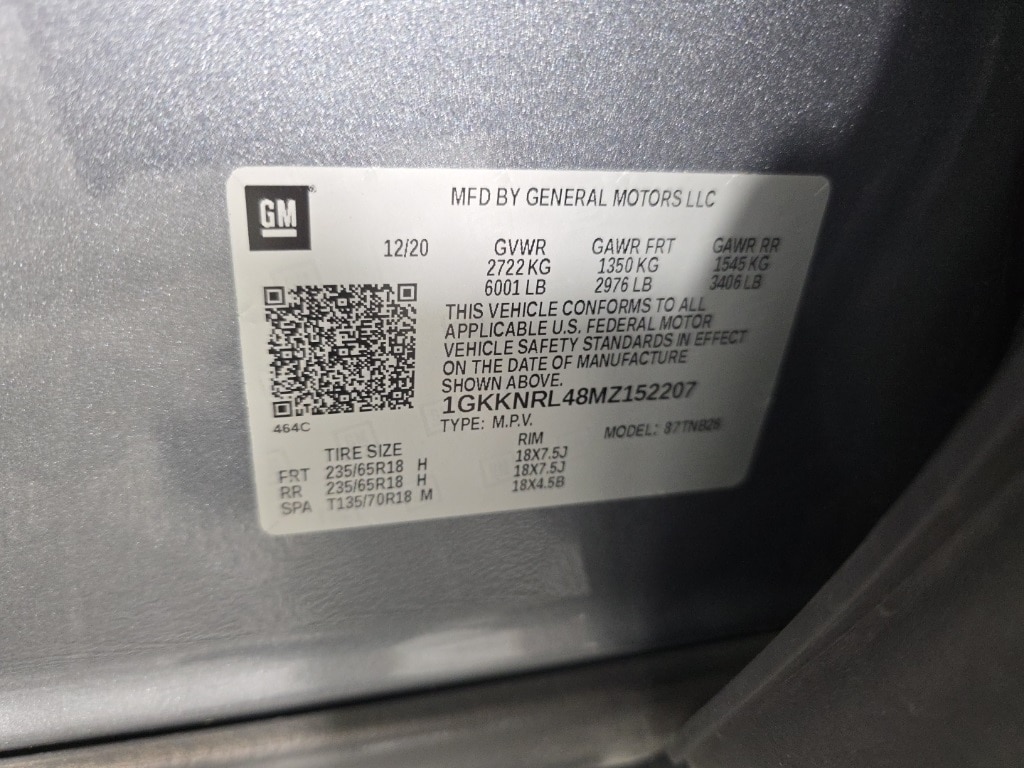 GM
MFD BY GENERAL MOTORS LLC
12/20 GVWR GAWR FRT GAWR RR
2722 KG 1350 KG 1545 KG
6001 LB 2976 LB 3406 LB
THIS VEHICLE CONFORMS TO ALL
APPLICABLE U.S. FEDERAL MOTOR
VEHICLE SAFETY STANDARDS IN EFFECT
ON THE DATE OF MANUFACTURE
SHOWN ABOVE.
1GKKNRL48MZ152207
464C
TYPE: M.P.V. MODEL: 87TNB26
TIRE SIZE RIM
FRT 235/65R18 H 18X7.5J
RR 235/65R18 H 18X7.5J
SPA T135/70R18 M 18X4.5B